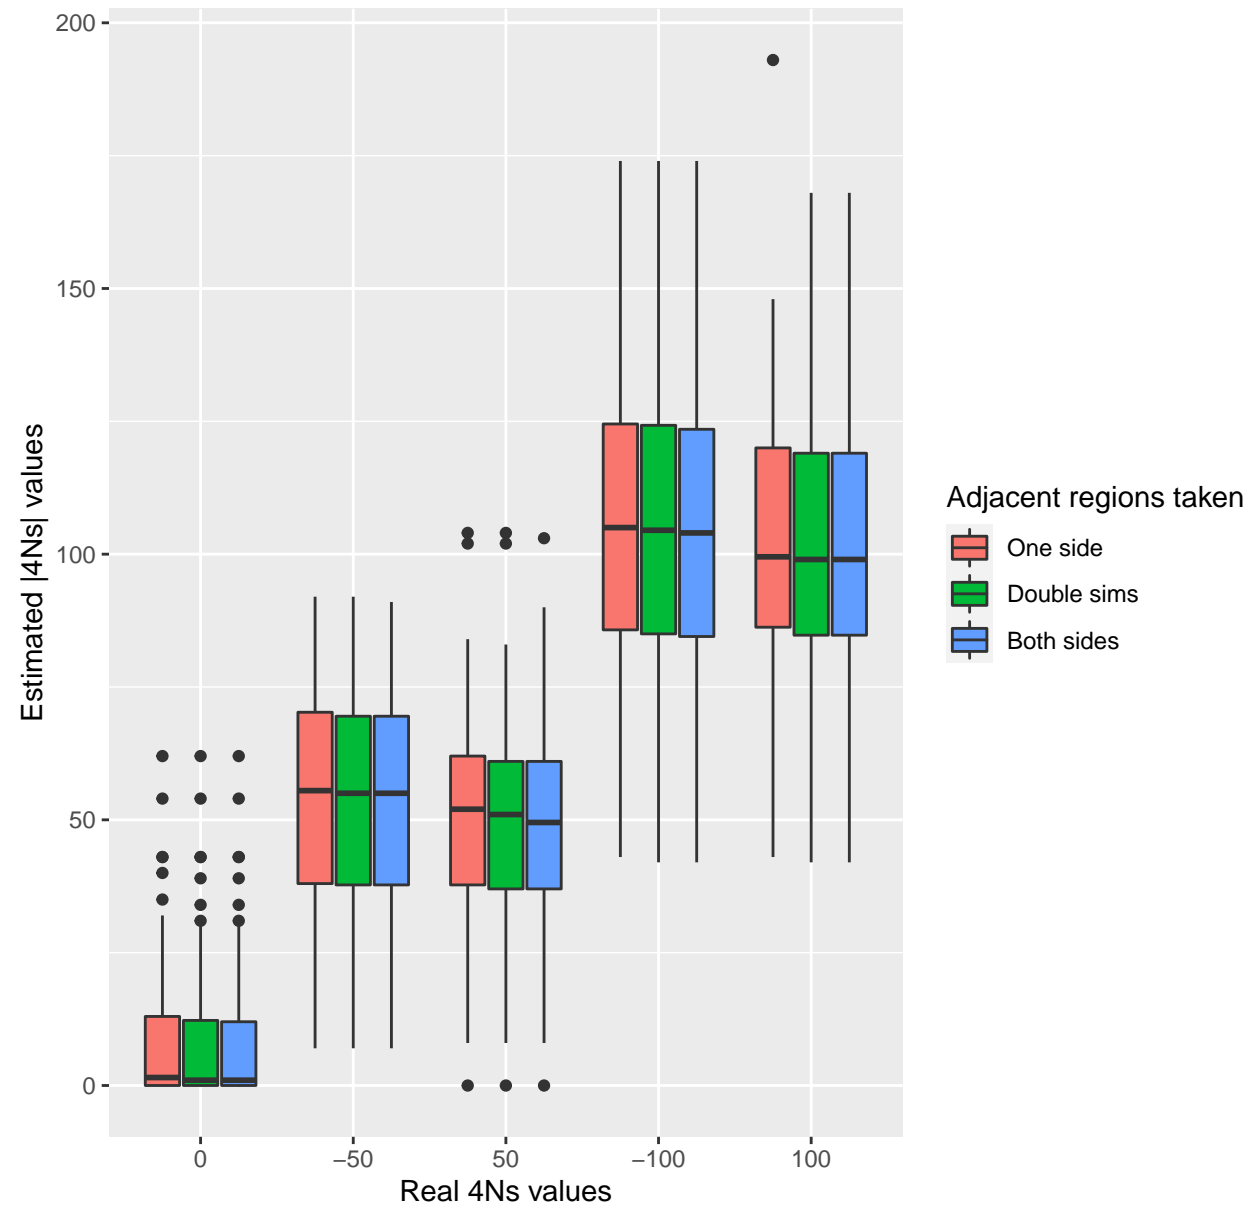 200
150
100
50
0
Estimated |4Ns| values
0
–50
50
–100
100
Real 4Ns values
Adjacent regions taken
One side
Double sims
Both sides